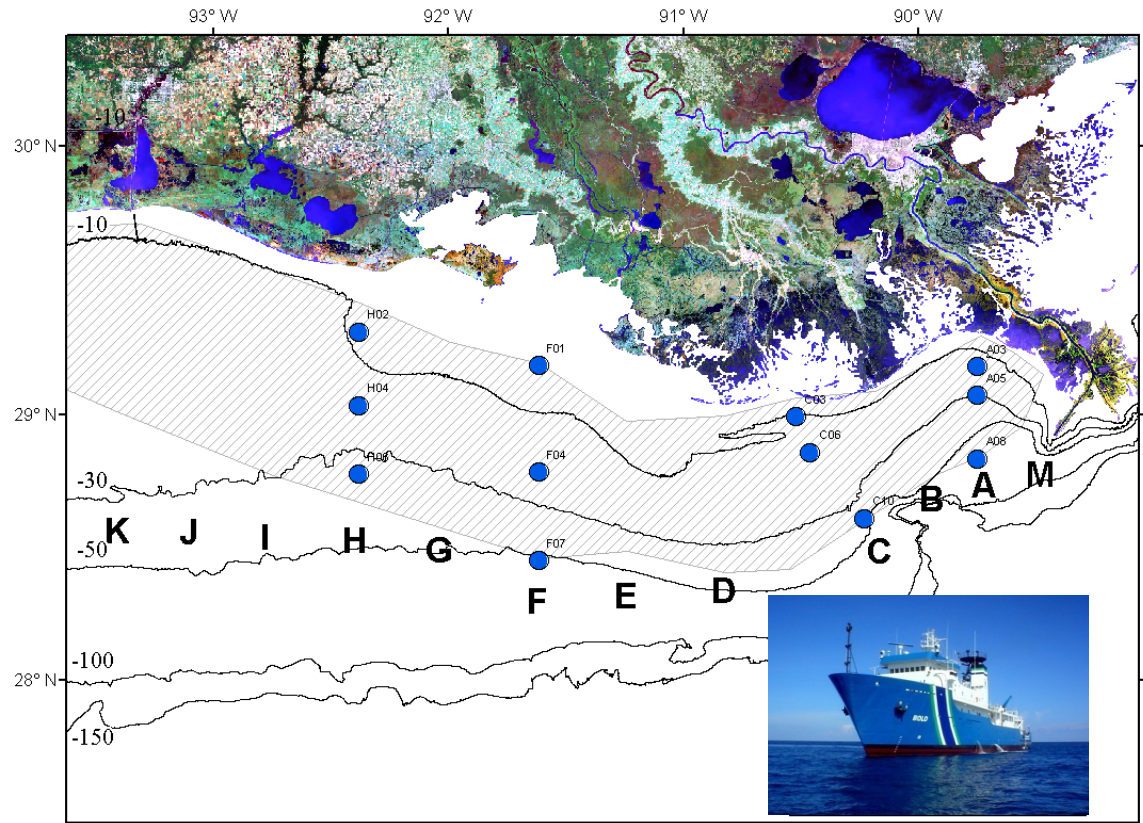 93° W
92° W
91° W
90° W
-10
30° N
-10
H02
F01
A03
A05
H04
29° N
C03
C06
A08
F04
H08
M
A
B
-30
C10
K
J
I
H
G
-50
C
F07
D
E
F
-100
28° N
-150
BOLD